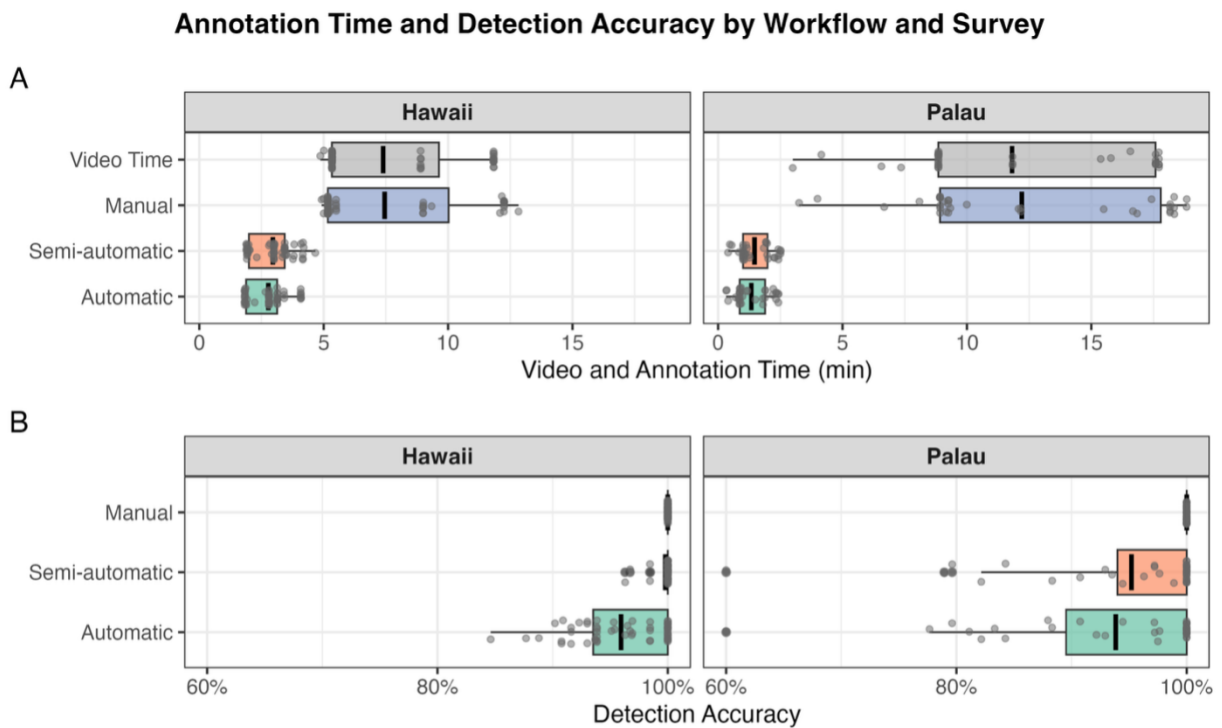 Annotation Time and Detection Accuracy by Workflow and Survey
A
Hawaii
Palau
Video Time
Manual
Semi-automatic
Automatic
0 5 10 15
0 5 10 15
Video and Annotation Time (min)
B
Hawaii
Palau
Manual
Semi-automatic
Automatic
60% 80% 100%
60% 80% 100%
Detection Accuracy